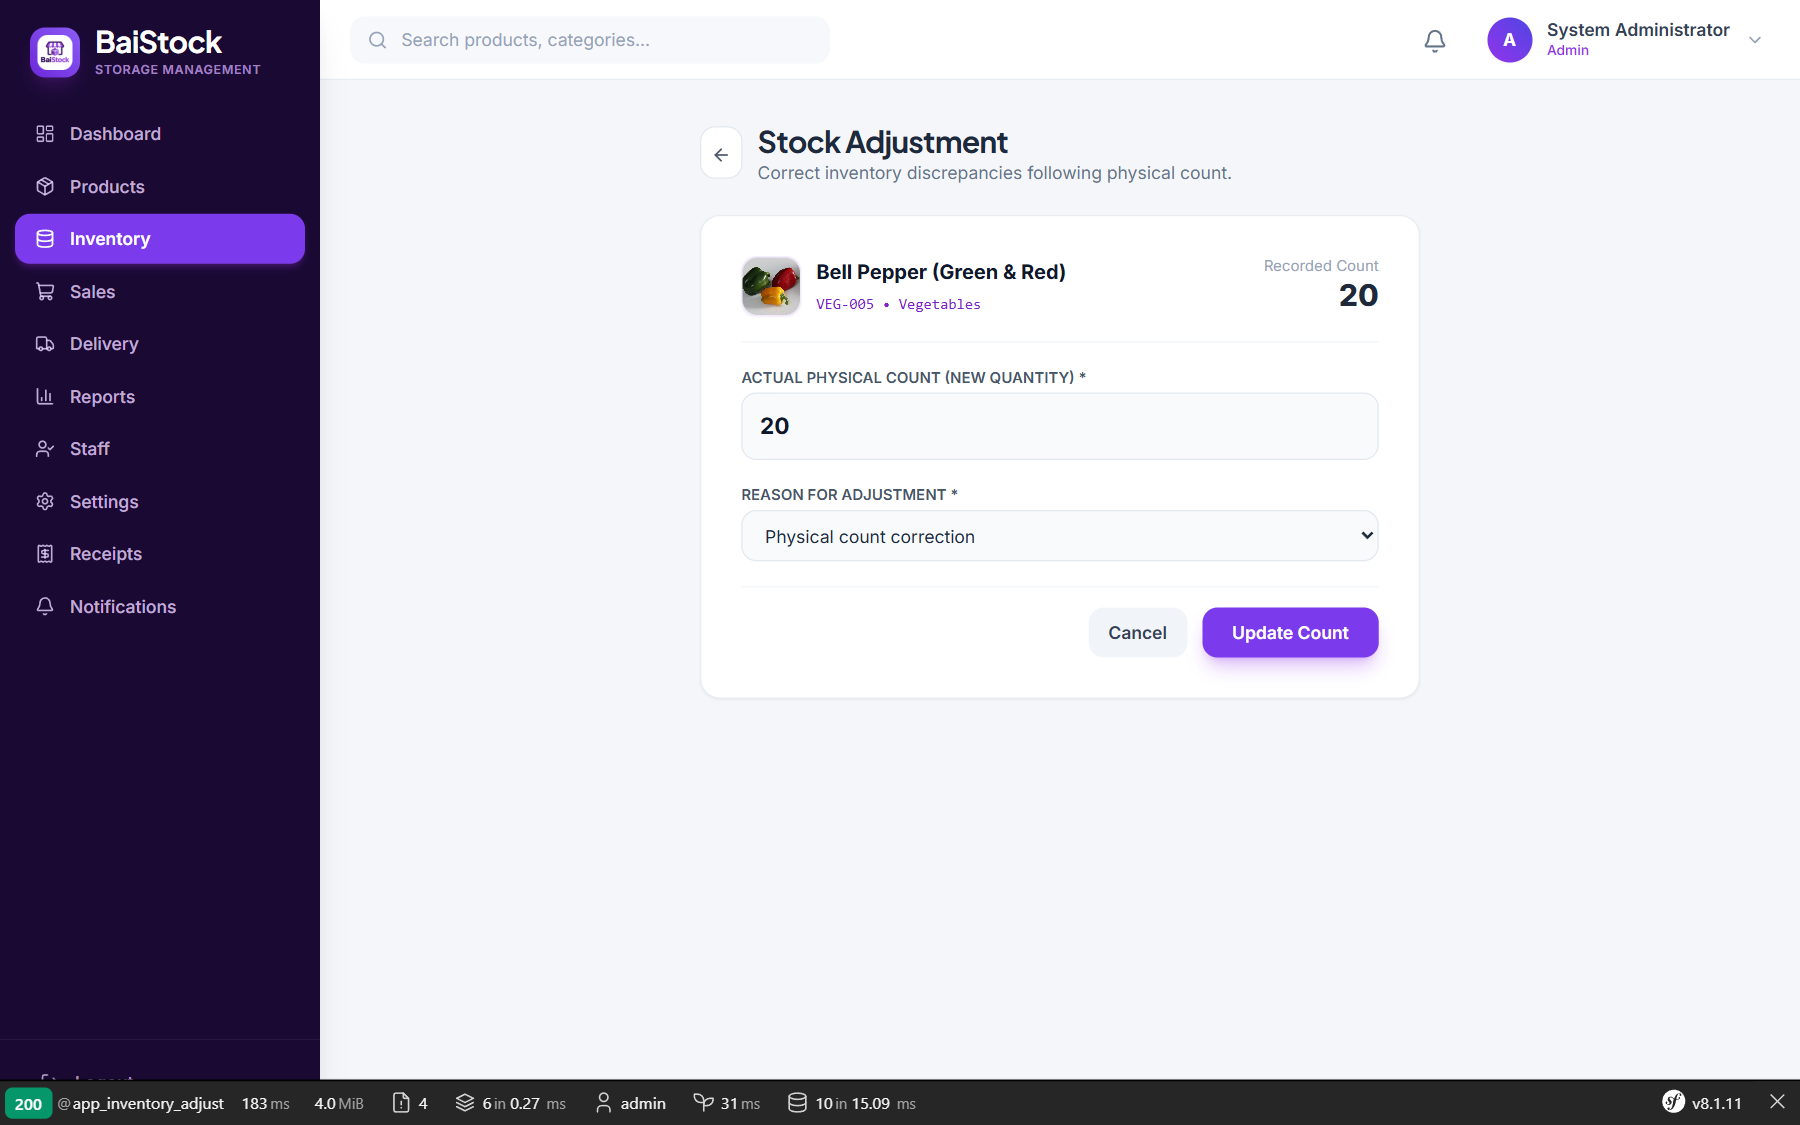 BaiStock
BaiStock
STORAGE MANAGEMENT
Dashboard
Products
Inventory
Sales
Delivery
Reports
Staff
Settings
Receipts
Notifications
Logout
Search products, categories...
A
System Administrator
Admin
Stock Adjustment
Correct inventory discrepancies following physical count.
Bell Pepper (Green & Red)
VEG-005 • Vegetables
Recorded Count
20
ACTUAL PHYSICAL COUNT (NEW QUANTITY) *
20
REASON FOR ADJUSTMENT *
Physical count correction
Cancel
Update Count
200 @app_inventory_adjust 183 ms 4.0 MiB 4 6 in 0.27 ms admin 31 ms 10 in 15.09 ms sf v8.1.11